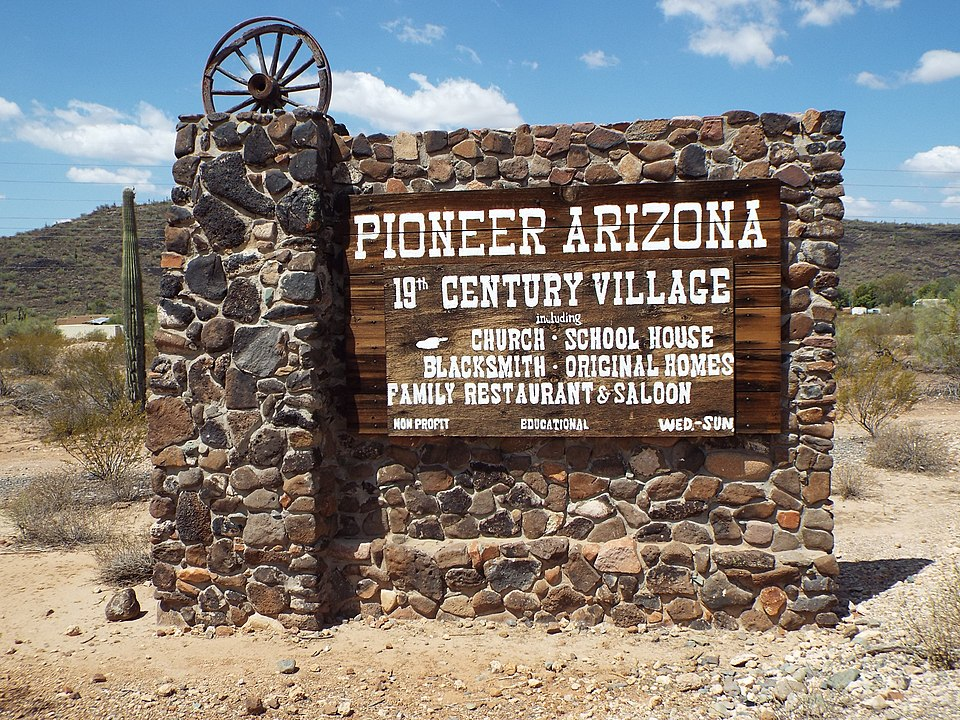 PIONEER ARIZONA
19th CENTURY VILLAGE
including
CHURCH · SCHOOL HOUSE
BLACKSMITH · ORIGINAL HOMES
FAMILY RESTAURANT & SALOON
NON PROFIT EDUCATIONAL WED.-SUN.